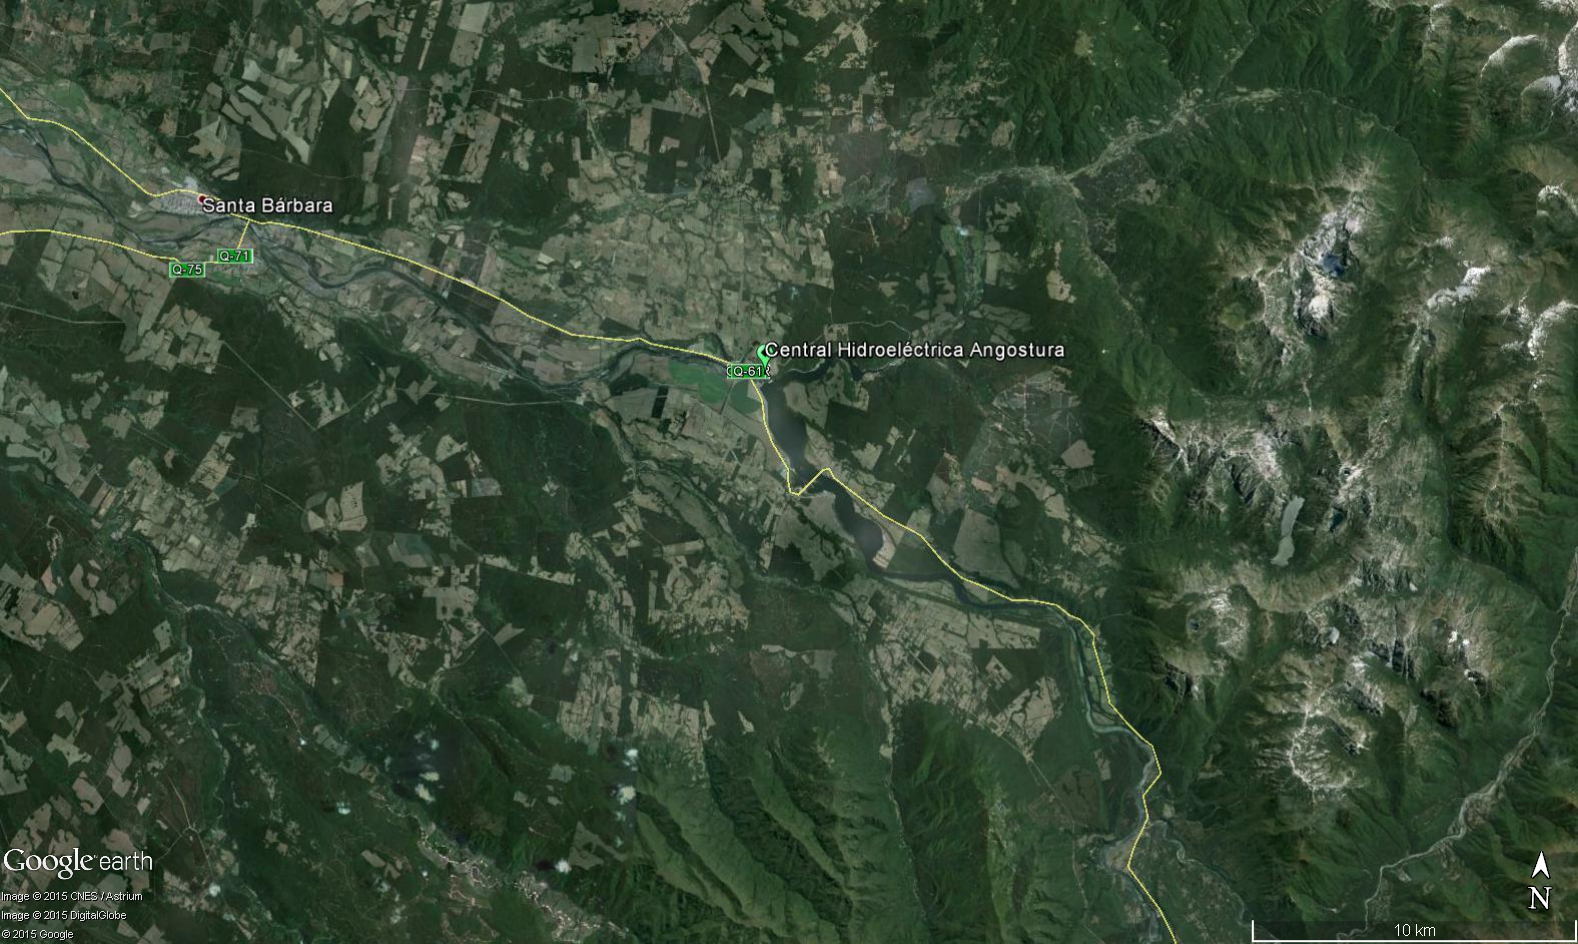 Santa Bárbara
Q-71
Q-75
Central Hidroeléctrica Angostura
Q-61
Google earth
Image © 2015 CNES / Astrium
Image © 2015 DigitalGlobe
© 2015 Google
N
10 km